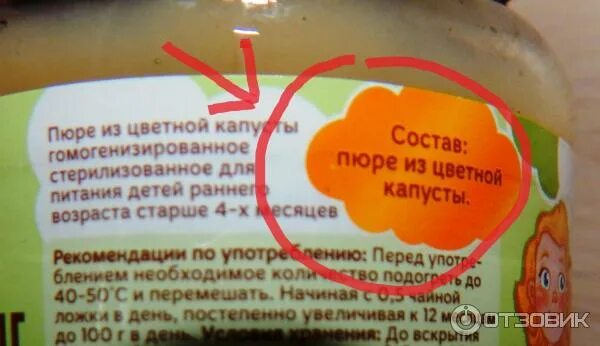 Пюре из цветной капусты
гомогенизированное
стерилизованное для
питания детей раннего
возраста старше 4-х месяцев
Состав:
пюре из цветной
капусты.
Рекомендации по употреблению: Перед употре-
блением необходимое количество подогреть до
40-50°С и перемешать. Начиная с 0,5 чайной
ложки в день, постепенно увеличивая к 12 месяцам
до 100 г в день. Условия хранения: До вскрытия
ОТЗОВИК